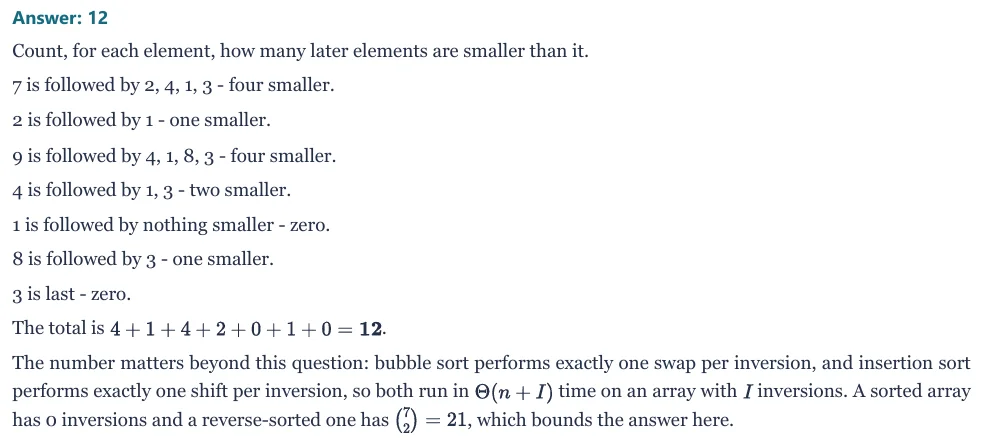 Answer: 12
Count, for each element, how many later elements are smaller than it.
7 is followed by 2, 4, 1, 3 - four smaller.
2 is followed by 1 - one smaller.
9 is followed by 4, 1, 8, 3 - four smaller.
4 is followed by 1, 3 - two smaller.
1 is followed by nothing smaller - zero.
8 is followed by 3 - one smaller.
3 is last - zero.
The total is 4 + 1 + 4 + 2 + 0 + 1 + 0 = 12.
The number matters beyond this question: bubble sort performs exactly one swap per inversion, and insertion sort
performs exactly one shift per inversion, so both run in Θ(n + I) time on an array with I inversions. A sorted array
has 0 inversions and a reverse-sorted one has (7 2) = 21, which bounds the answer here.